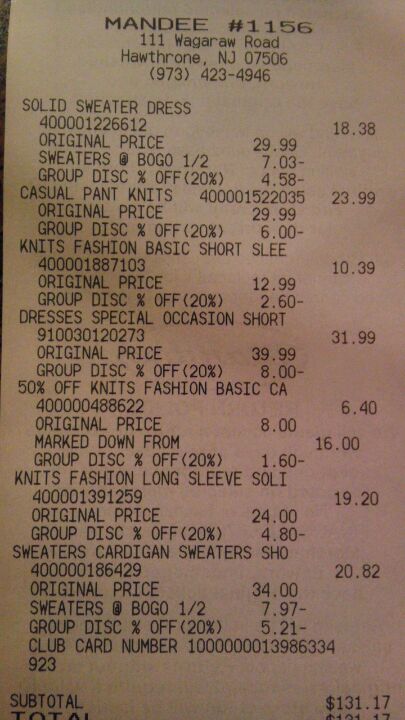 MANDEE #1156
111 Wagaraw Road
Hawthrone, NJ 07506
(973) 423-4946
SOLID SWEATER DRESS
400001226612 18.38
ORIGINAL PRICE 29.99
SWEATERS @ BOGO 1/2 7.03-
GROUP DISC % OFF(20%) 4.58-
CASUAL PANT KNITS 400001522035 23.99
ORIGINAL PRICE 29.99
GROUP DISC % OFF(20%) 6.00-
KNITS FASHION BASIC SHORT SLEE
400001887103 10.39
ORIGINAL PRICE 12.99
GROUP DISC % OFF(20%) 2.60-
DRESSES SPECIAL OCCASION SHORT
910030120273 31.99
ORIGINAL PRICE 39.99
GROUP DISC % OFF(20%) 8.00-
50% OFF KNITS FASHION BASIC CA
400000488622 6.40
ORIGINAL PRICE 8.00
MARKED DOWN FROM 16.00
GROUP DISC % OFF(20%) 1.60-
KNITS FASHION LONG SLEEVE SOLI
400001391259 19.20
ORIGINAL PRICE 24.00
GROUP DISC % OFF(20%) 4.80-
SWEATERS CARDIGAN SWEATERS SHO
400000186429 20.82
ORIGINAL PRICE 34.00
SWEATERS @ BOGO 1/2 7.97-
GROUP DISC % OFF(20%) 5.21-
CLUB CARD NUMBER 1000000013986334
923
SUBTOTAL $131.17
TOTAL $131.17